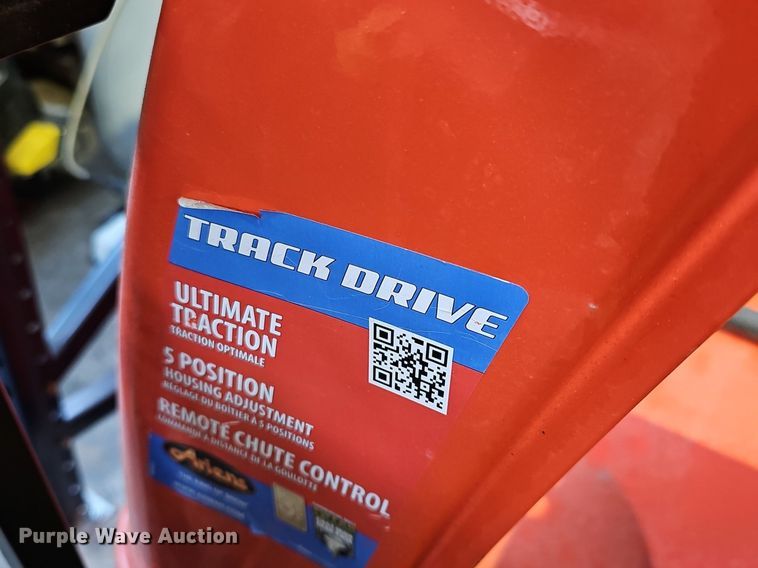 TRACK DRIVE
ULTIMATE
TRACTION
TRACTION OPTIMALE
5 POSITION
HOUSING ADJUSTMENT
RÉGLAGE DU BOÎTIER À 5 POSITIONS
REMOTE CHUTE CONTROL
COMMANDE À DISTANCE DE LA GOULOTTE
Ariens
Purple Wave Auction